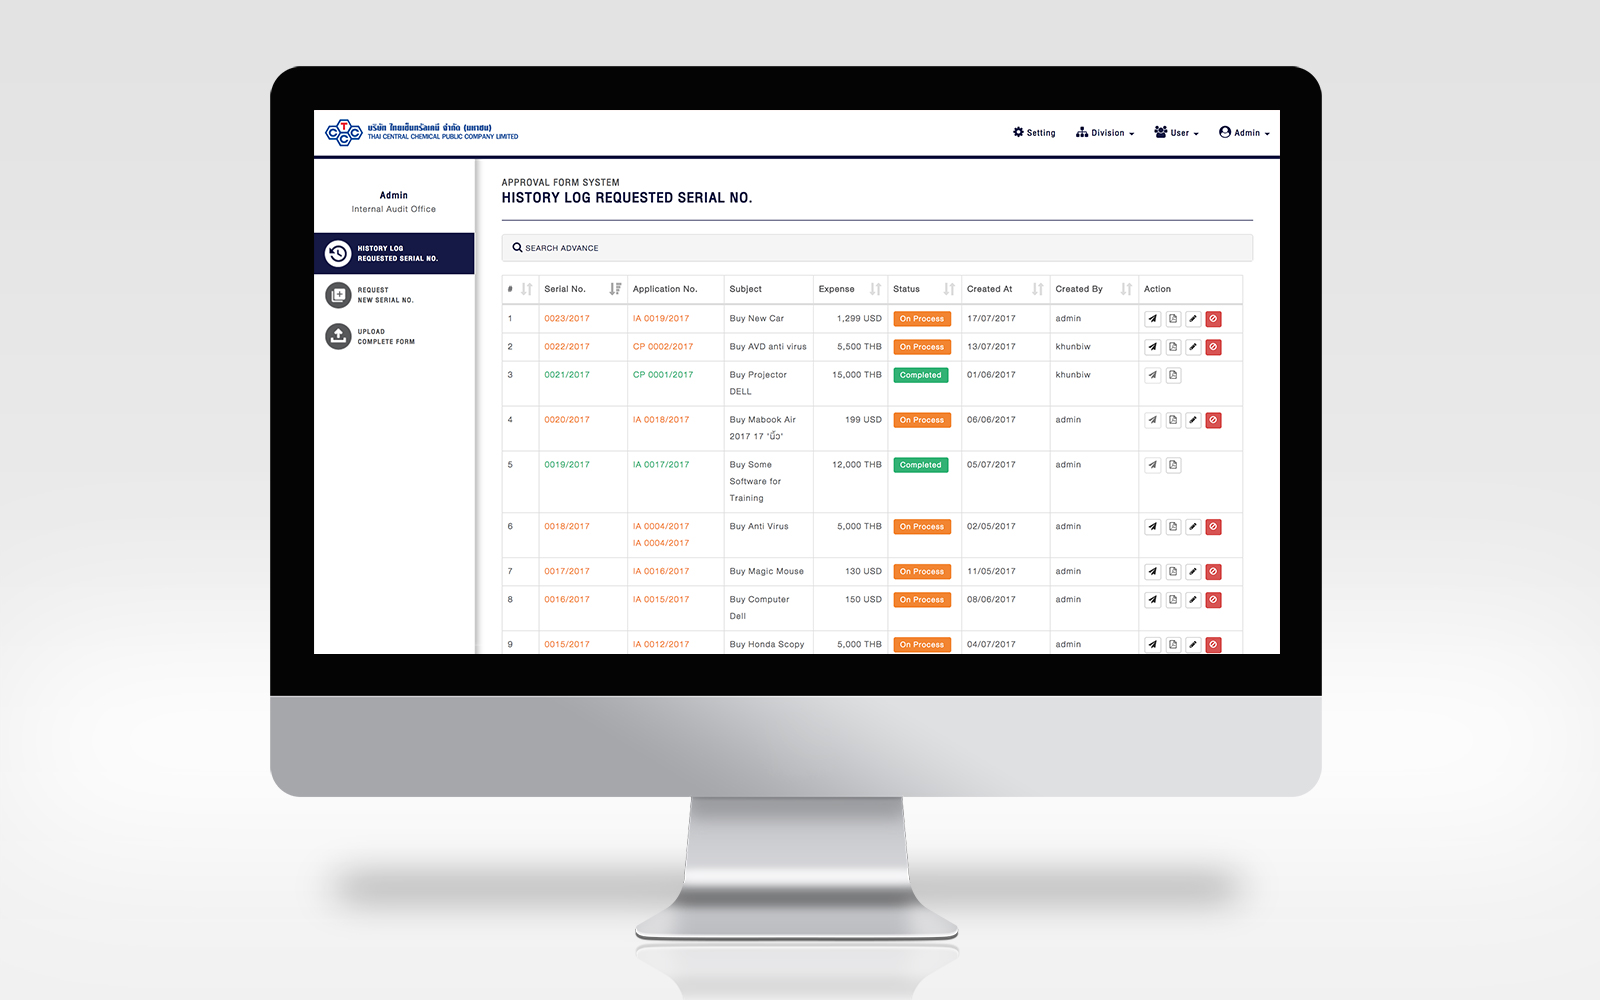 บริษัท ไทยเซ็นทรัลเคมี จำกัด (มหาชน)
THAI CENTRAL CHEMICAL PUBLIC COMPANY LIMITED
T C C C
Setting Division User Admin
Admin
Internal Audit Office
HISTORY LOG
REQUESTED SERIAL NO.
REQUEST
NEW SERIAL NO.
UPLOAD
COMPLETE FORM
APPROVAL FORM SYSTEM
HISTORY LOG REQUESTED SERIAL NO.
SEARCH ADVANCE
# Serial No. Application No. Subject Expense Status Created At Created By Action
1 0023/2017 IA 0019/2017 Buy New Car 1,299 USD On Process 17/07/2017 admin
2 0022/2017 CP 0002/2017 Buy AVD anti virus 5,500 THB On Process 13/07/2017 khunbiw
3 0021/2017 CP 0001/2017 Buy Projector 15,000 THB Completed 01/06/2017 khunbiw
DELL
4 0020/2017 IA 0018/2017 Buy Mabook Air 199 USD On Process 06/06/2017 admin
2017 17 'นิ้ว'
5 0019/2017 IA 0017/2017 Buy Some 12,000 THB Completed 05/07/2017 admin
Software for
Training
6 0018/2017 IA 0004/2017 Buy Anti Virus 5,000 THB On Process 02/05/2017 admin
IA 0004/2017
7 0017/2017 IA 0016/2017 Buy Magic Mouse 130 USD On Process 11/05/2017 admin
8 0016/2017 IA 0015/2017 Buy Computer 150 USD On Process 08/06/2017 admin
Dell
9 0015/2017 IA 0012/2017 Buy Honda Scopy 5,000 THB On Process 04/07/2017 admin